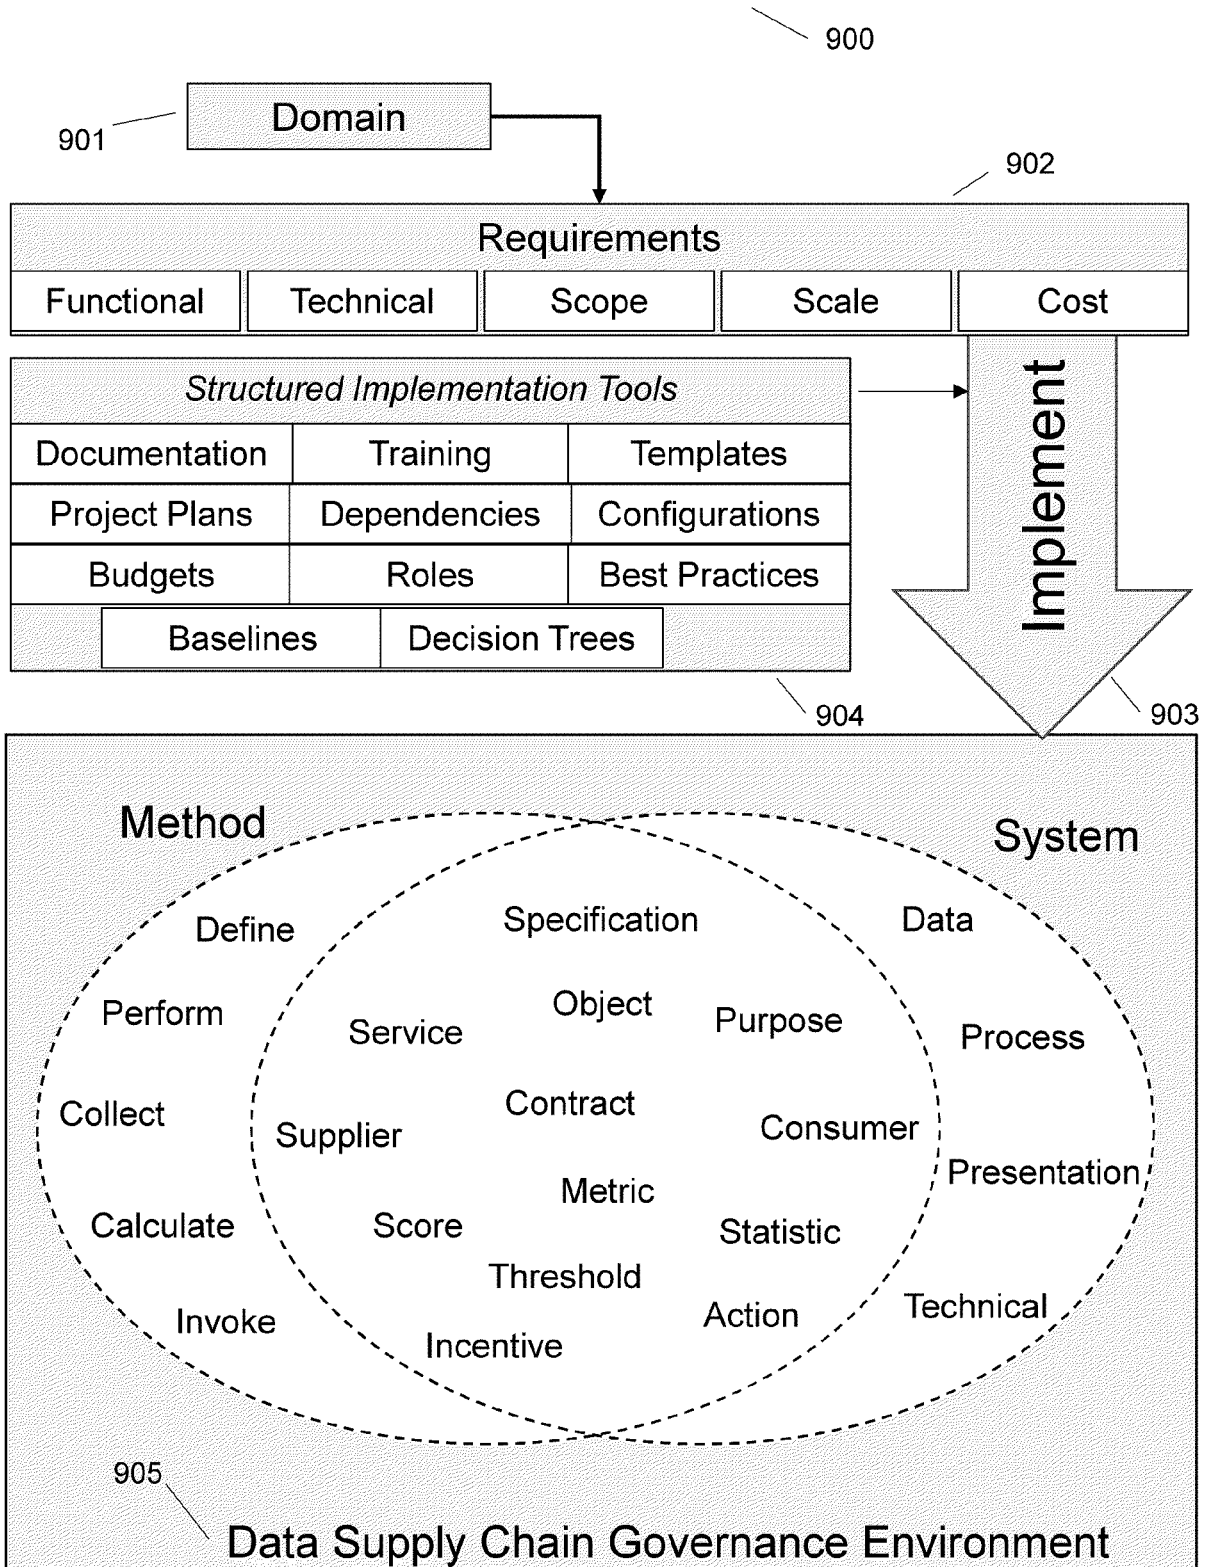 900
Domain
901
902
Requirements
Functional Technical Scope Scale Cost
Structured Implementation Tools
Documentation Training Templates
Project Plans Dependencies Configurations
Budgets Roles Best Practices
Baselines Decision Trees
Implement
904
903
Method
System
Define
Specification
Data
Perform
Service
Object
Purpose
Process
Collect
Supplier
Contract
Consumer
Presentation
Metric
Calculate
Score
Statistic
Threshold
Technical
Invoke
Action
Incentive
905
Data Supply Chain Governance Environment